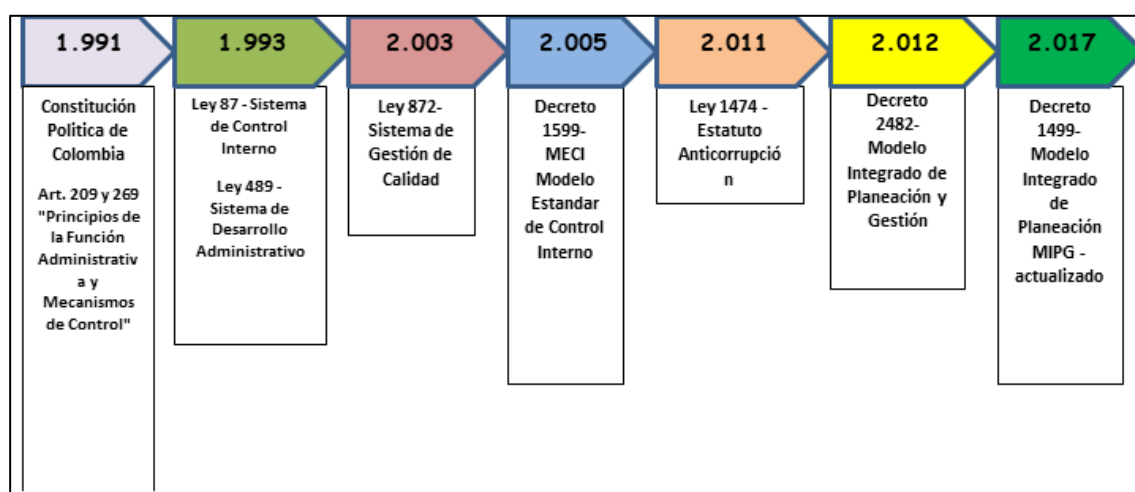 1.991
Constitución
Politica de
Colombia
Art. 209 y 269
"Principios de
la Función
Administrativ
a y
Mecanismos
de Control"
1.993
Ley 87 - Sistema
de Control
Interno
Ley 489 -
Sistema de
Desarrollo
Administrativo
2.003
Ley 872-
Sistema de
Gestión de
Calidad
2.005
Decreto
1599-
MECI
Modelo
Estandar
de Control
Interno
2.011
Ley 1474 -
Estatuto
Anticorrupció
n
2.012
Decreto
2482-
Modelo
Integrado de
Planeación y
Gestión
2.017
Decreto
1499-
Modelo
Integrado
de
Planeación
MIPG -
actualizado